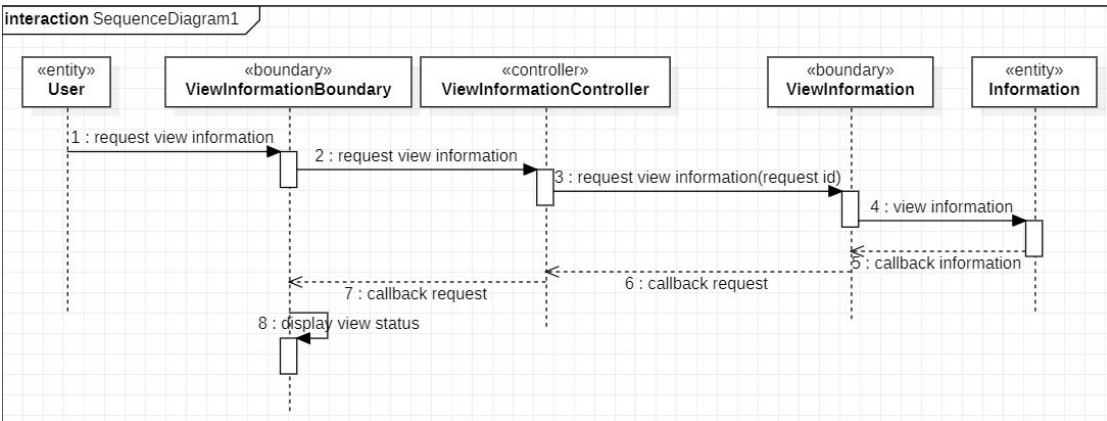 interaction SequenceDiagram1
«entity»
User
«boundary»
ViewInformationBoundary
«controller»
ViewInformationController
«boundary»
ViewInformation
«entity»
Information
1 : request view information
2 : request view information
3 : request view information(request id)
4 : view information
5 : callback information
6 : callback request
7 : callback request
8 : display view status